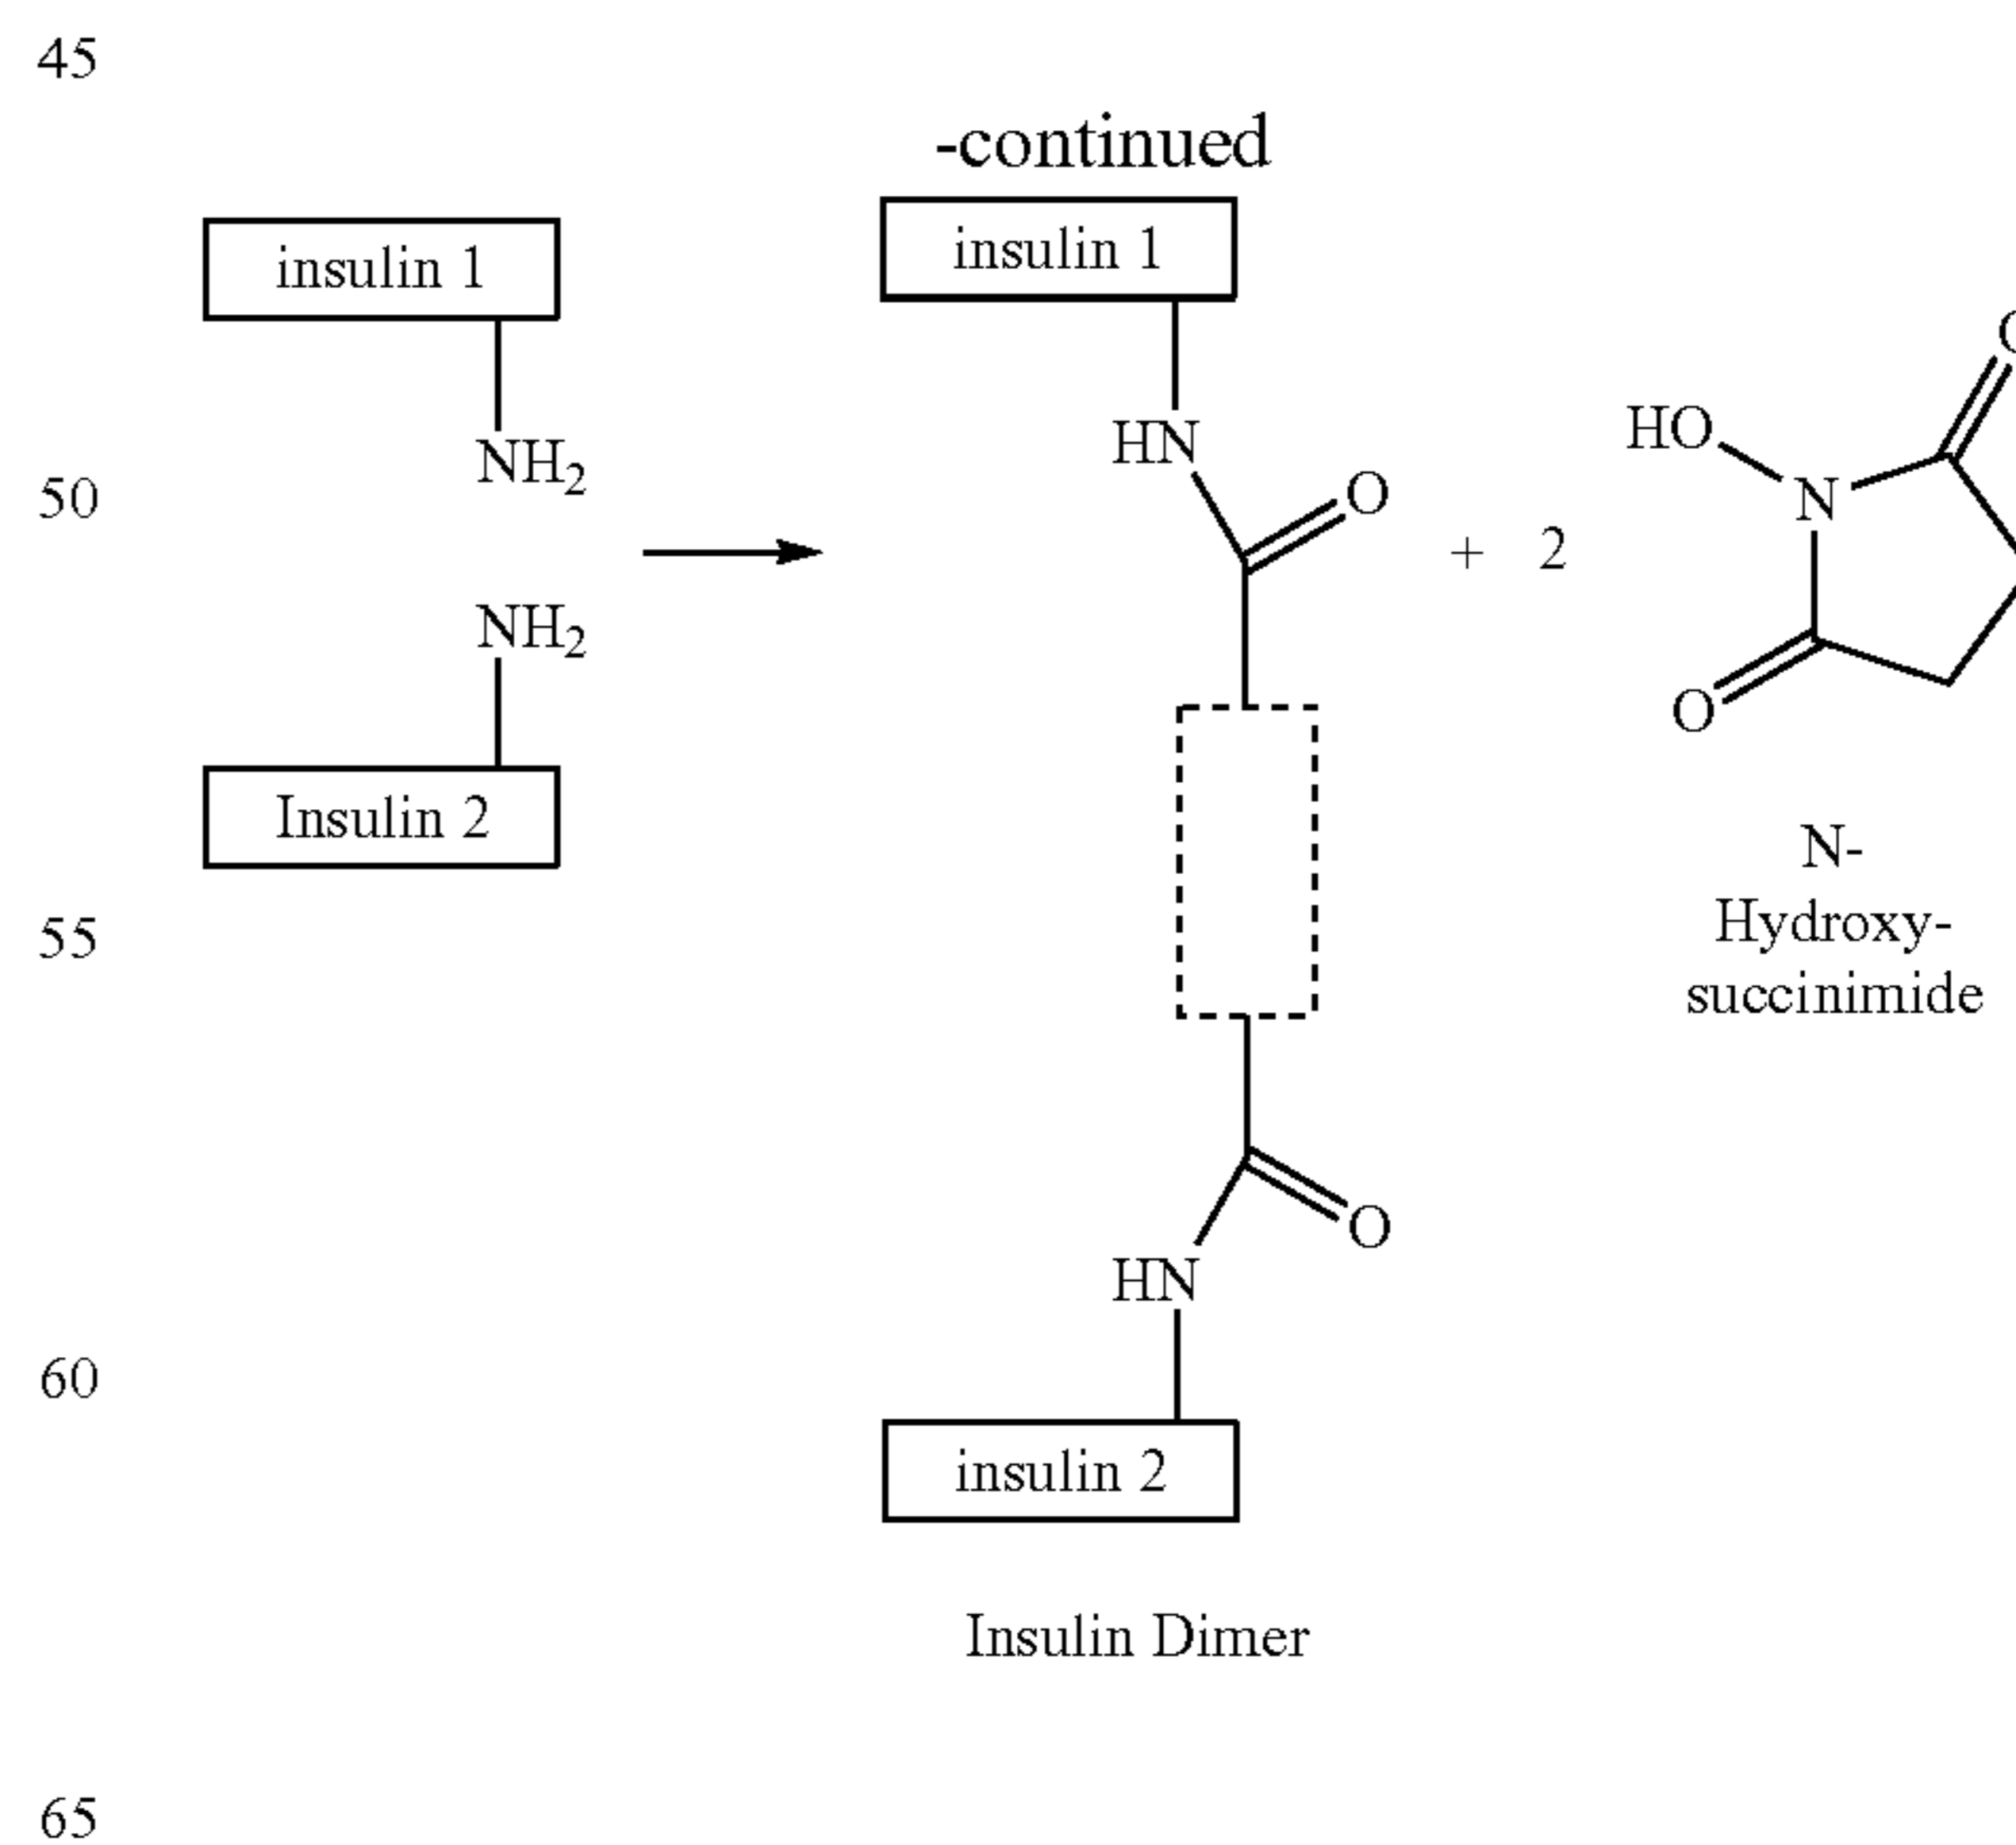 45
-continued
insulin 1
insulin 1
HO
NH2
HN
O
50
N
+ 2
NH2
O
Insulin 2
N-
Hydroxy-
55
succinimide
O
HN
60
insulin 2
Insulin Dimer
65